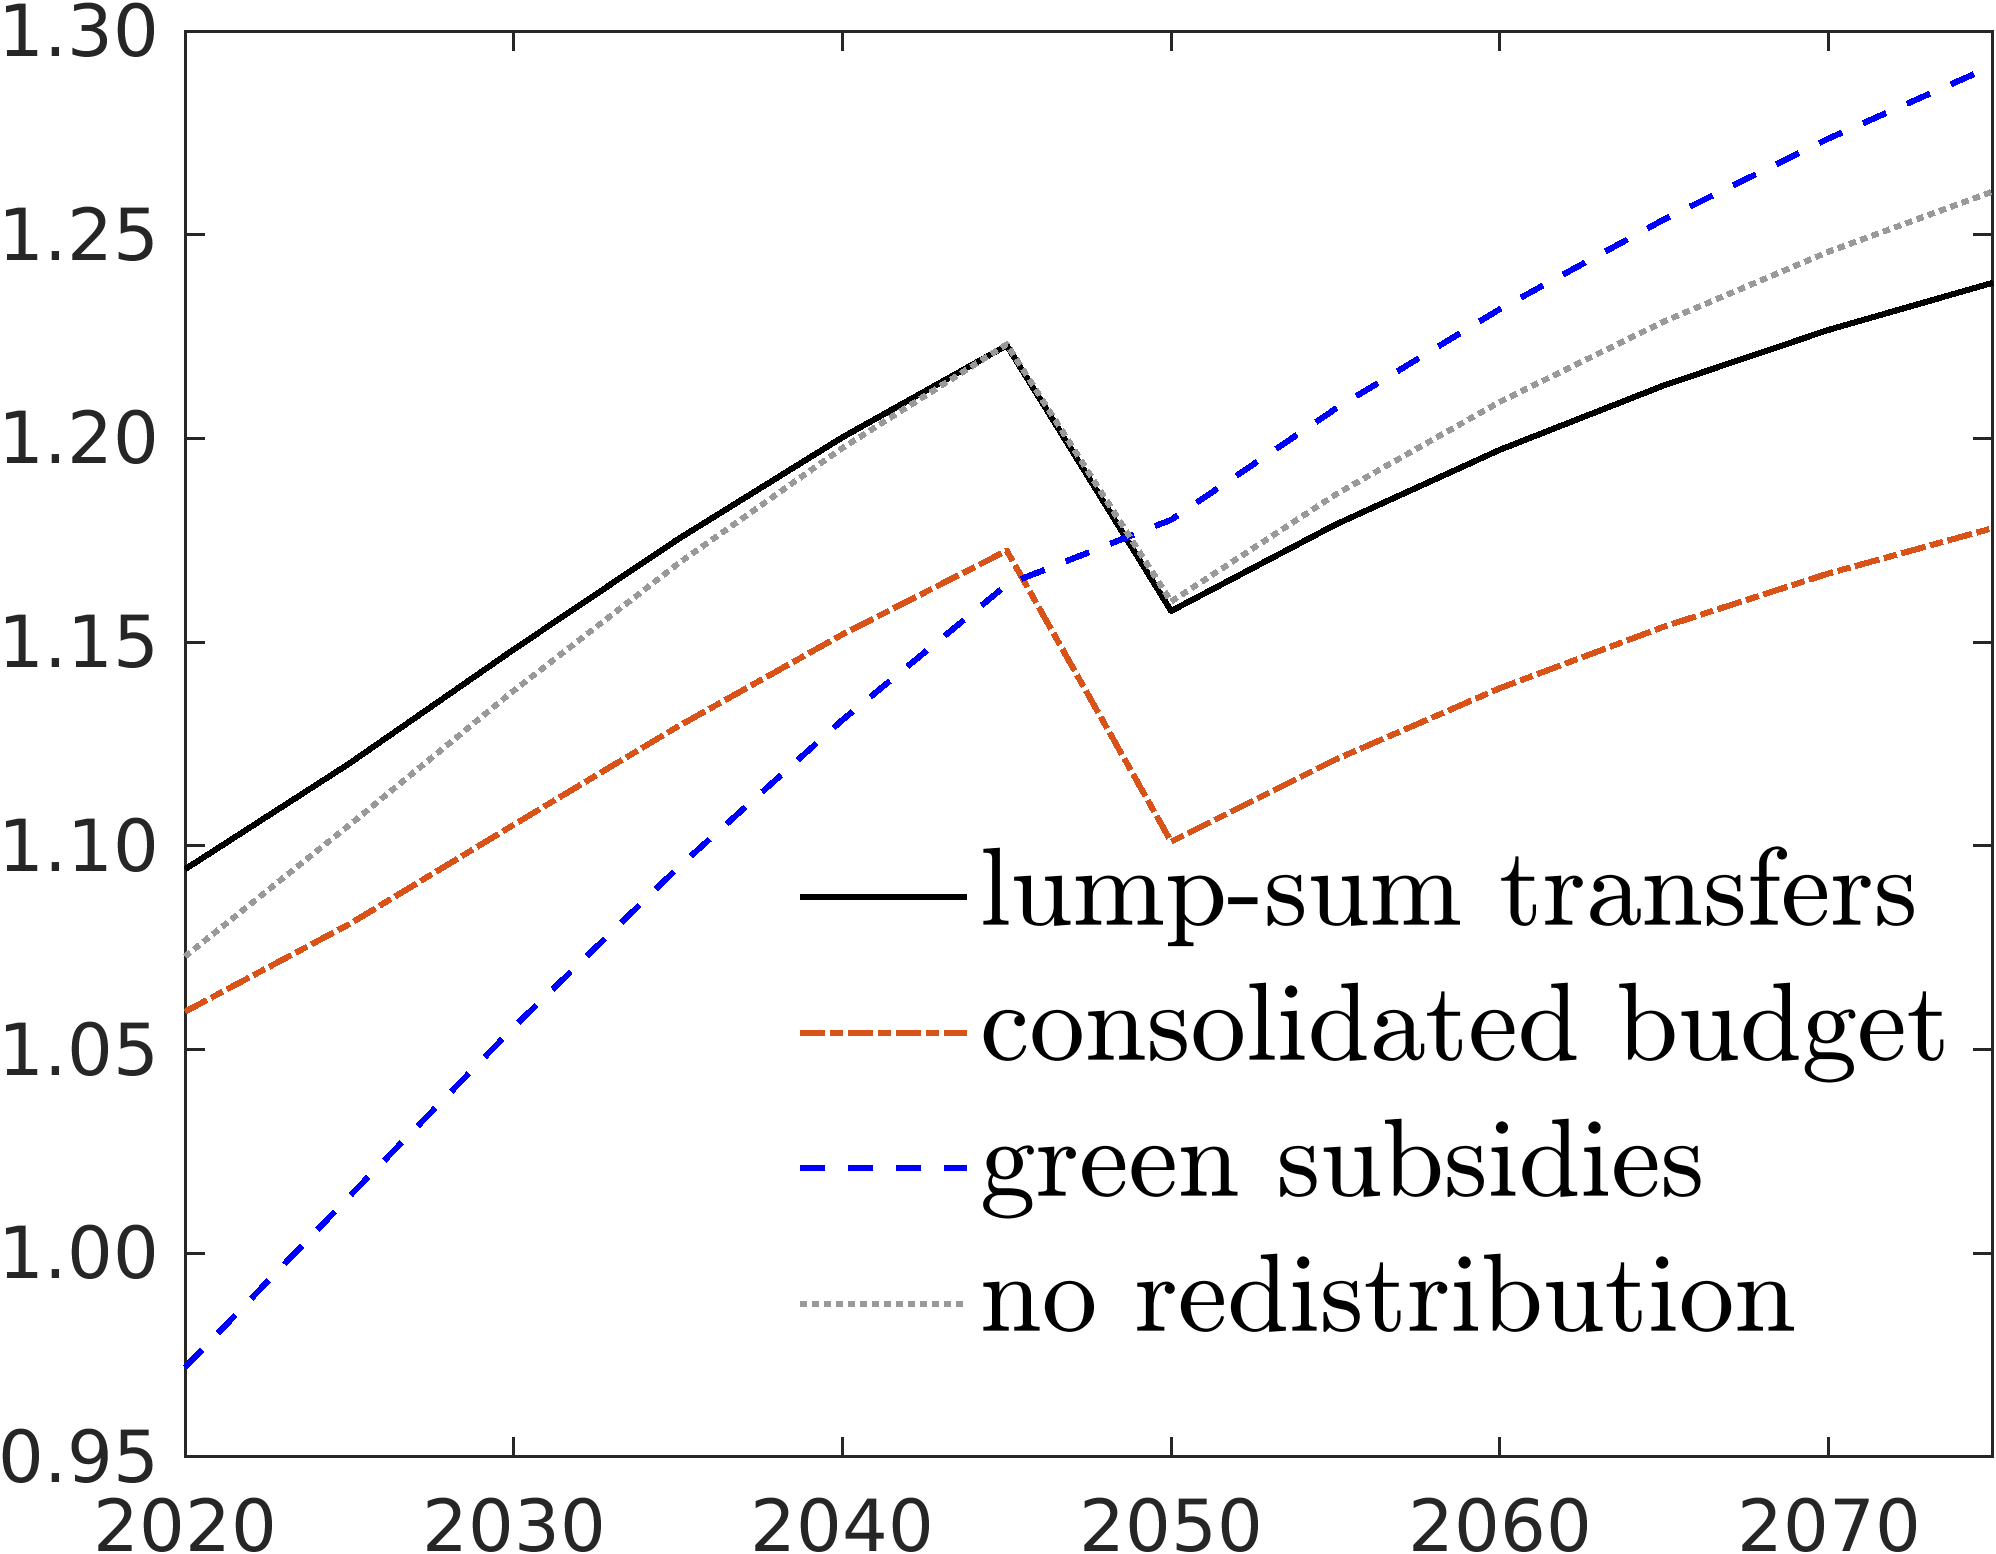 1.30
1.25
1.20
1.15
1.10
1.05
1.00
0.95
2020 2030 2040 2050 2060 2070
lump-sum transfers
consolidated budget
green subsidies
no redistribution